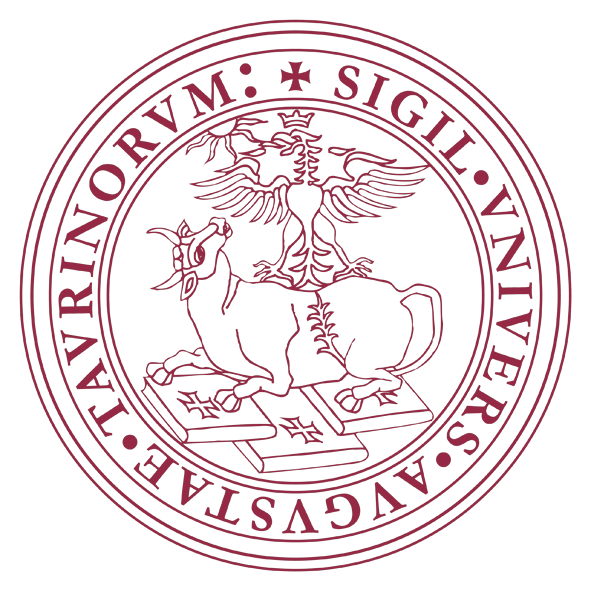 ✠ SIGIL • VNIVERS • AVGVSTAE • TAVRINORVM: